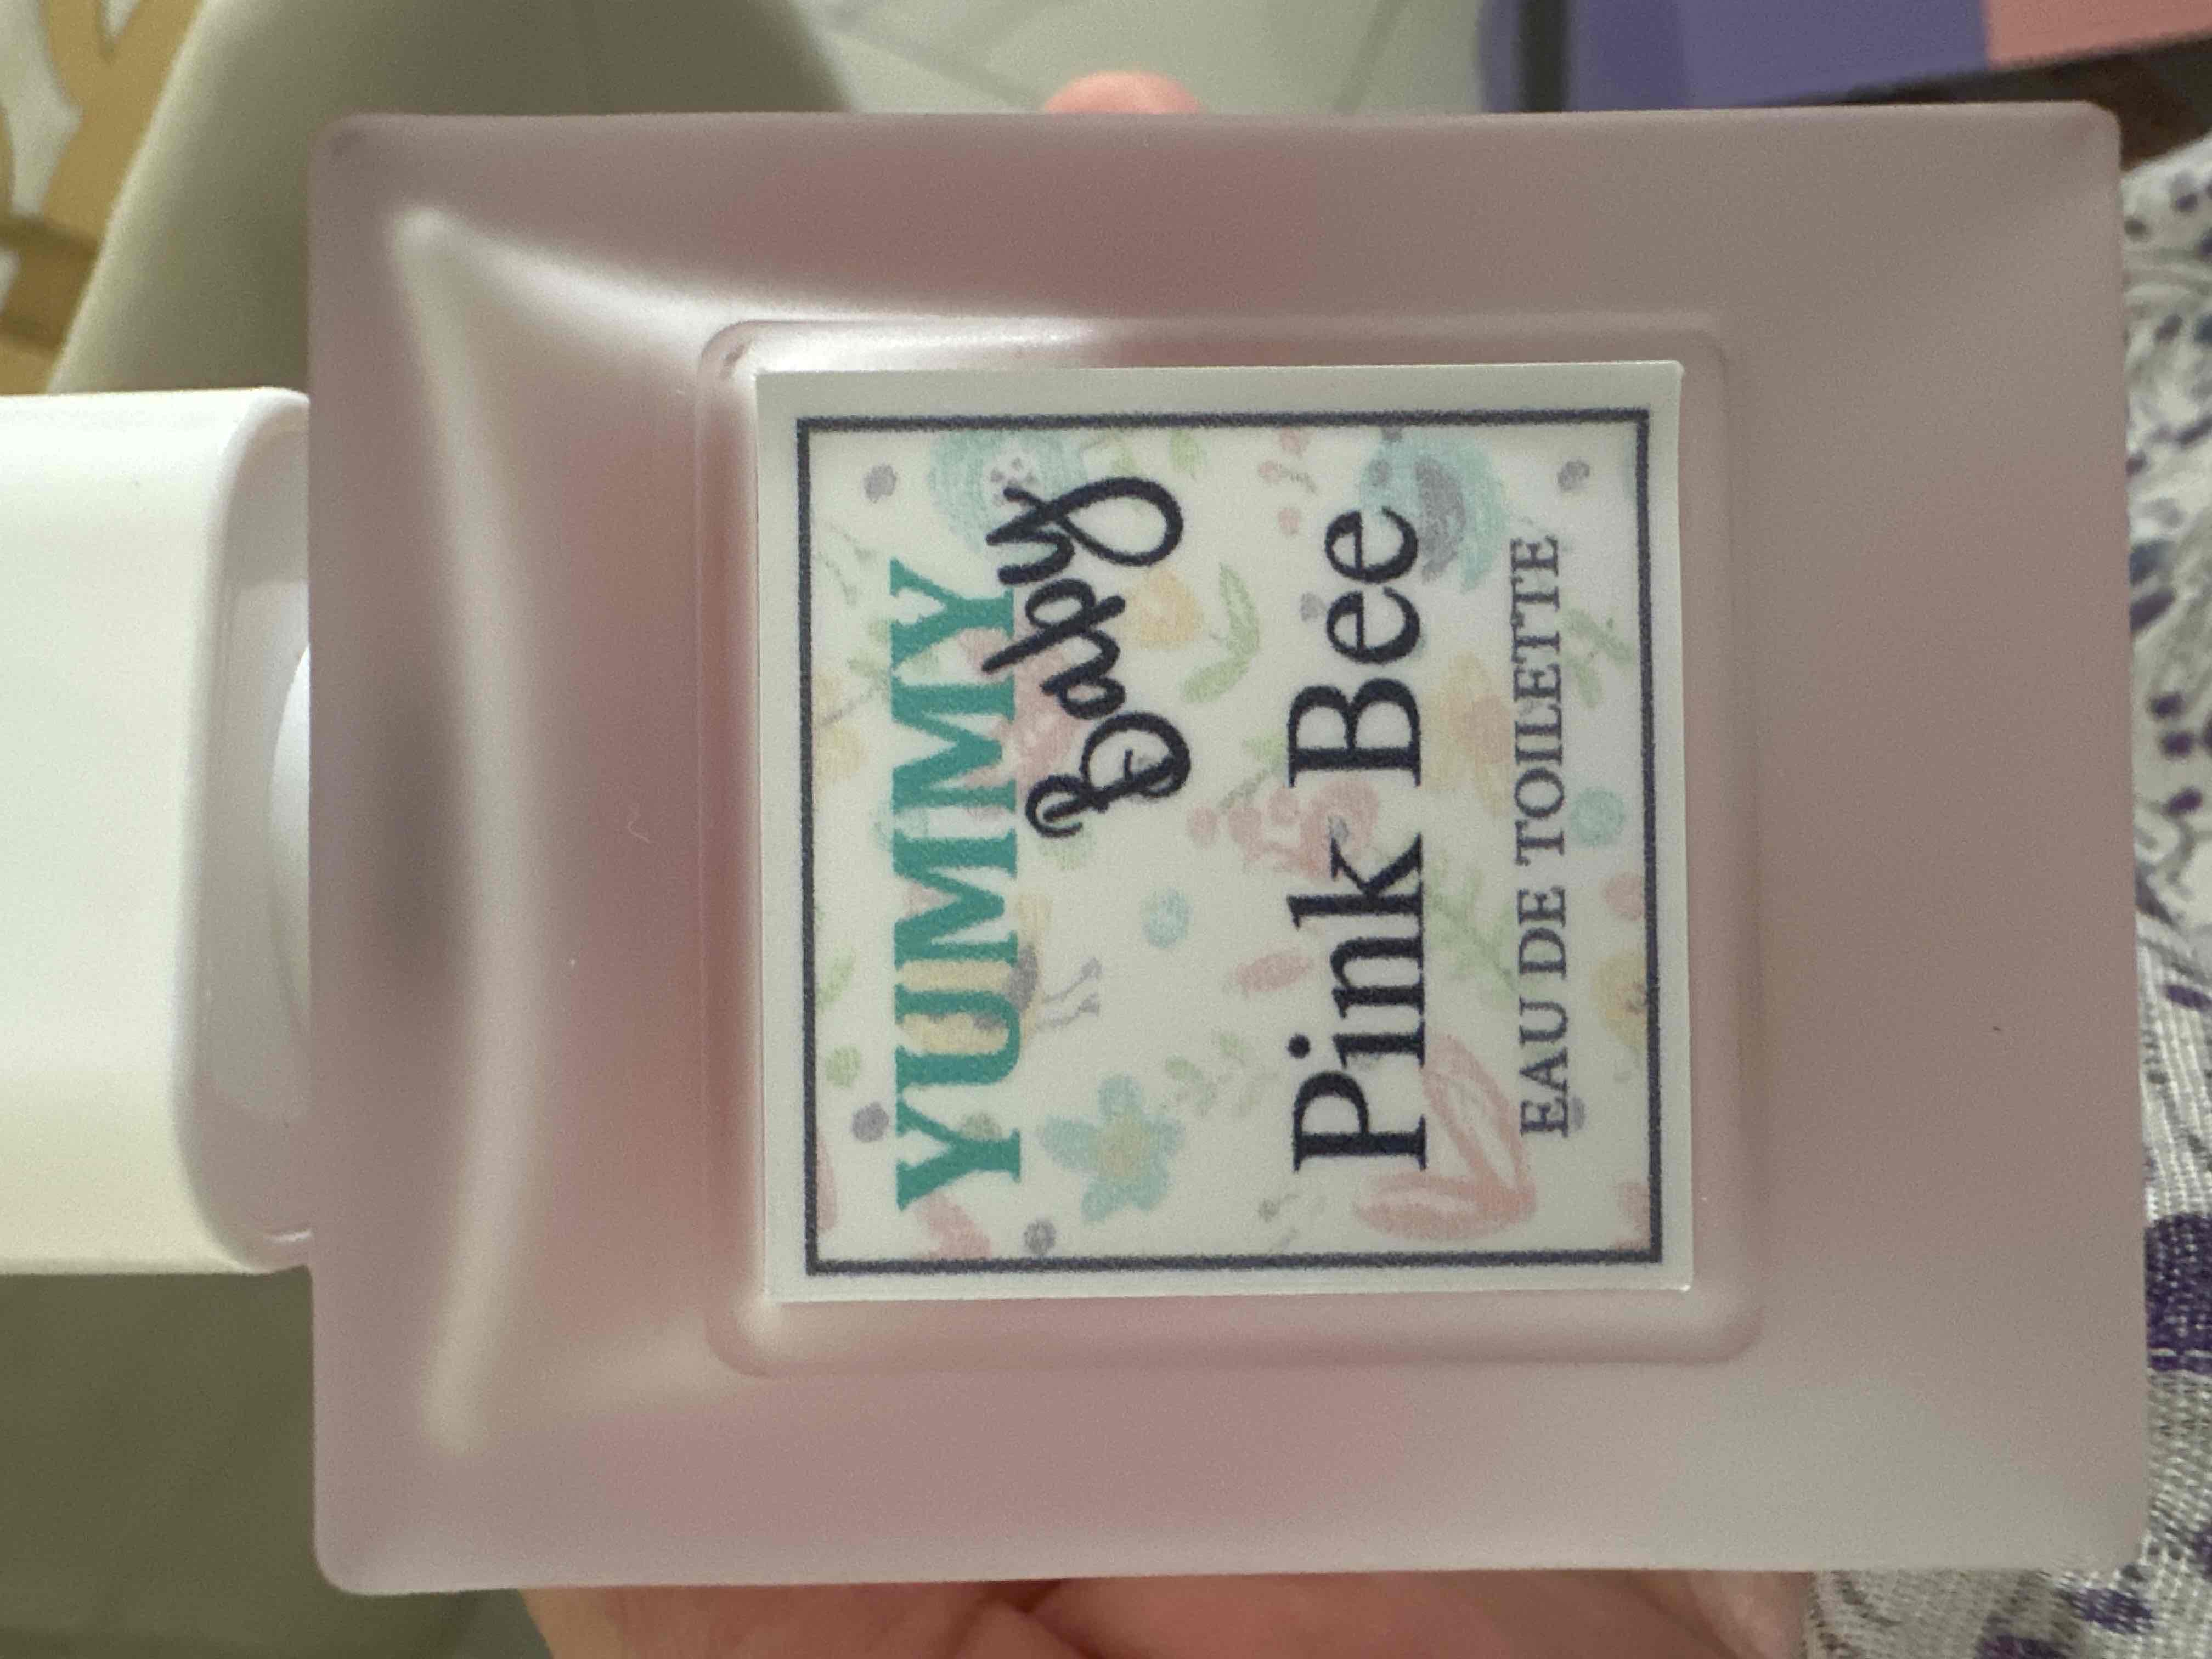 YUMMY
Baby
Pink Bee
EAU DE TOILETTE